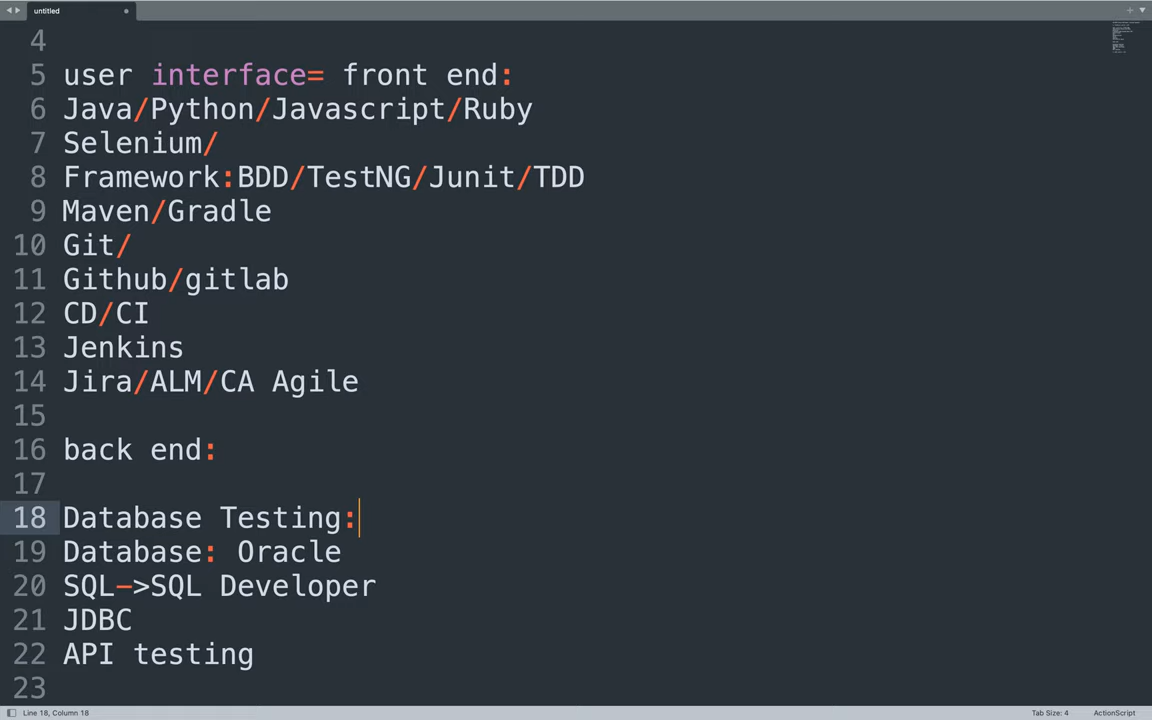 untitled
4
5 user interface= front end:
6 Java/Python/Javascript/Ruby
7 Selenium/
8 Framework:BDD/TestNG/Junit/TDD
9 Maven/Gradle
10 Git/
11 Github/gitlab
12 CD/CI
13 Jenkins
14 Jira/ALM/CA Agile
15
16 back end:
17
18 Database Testing:
19 Database: Oracle
20 SQL->SQL Developer
21 JDBC
22 API testing
23
Line 18, Column 18 Tab Size: 4 ActionScript